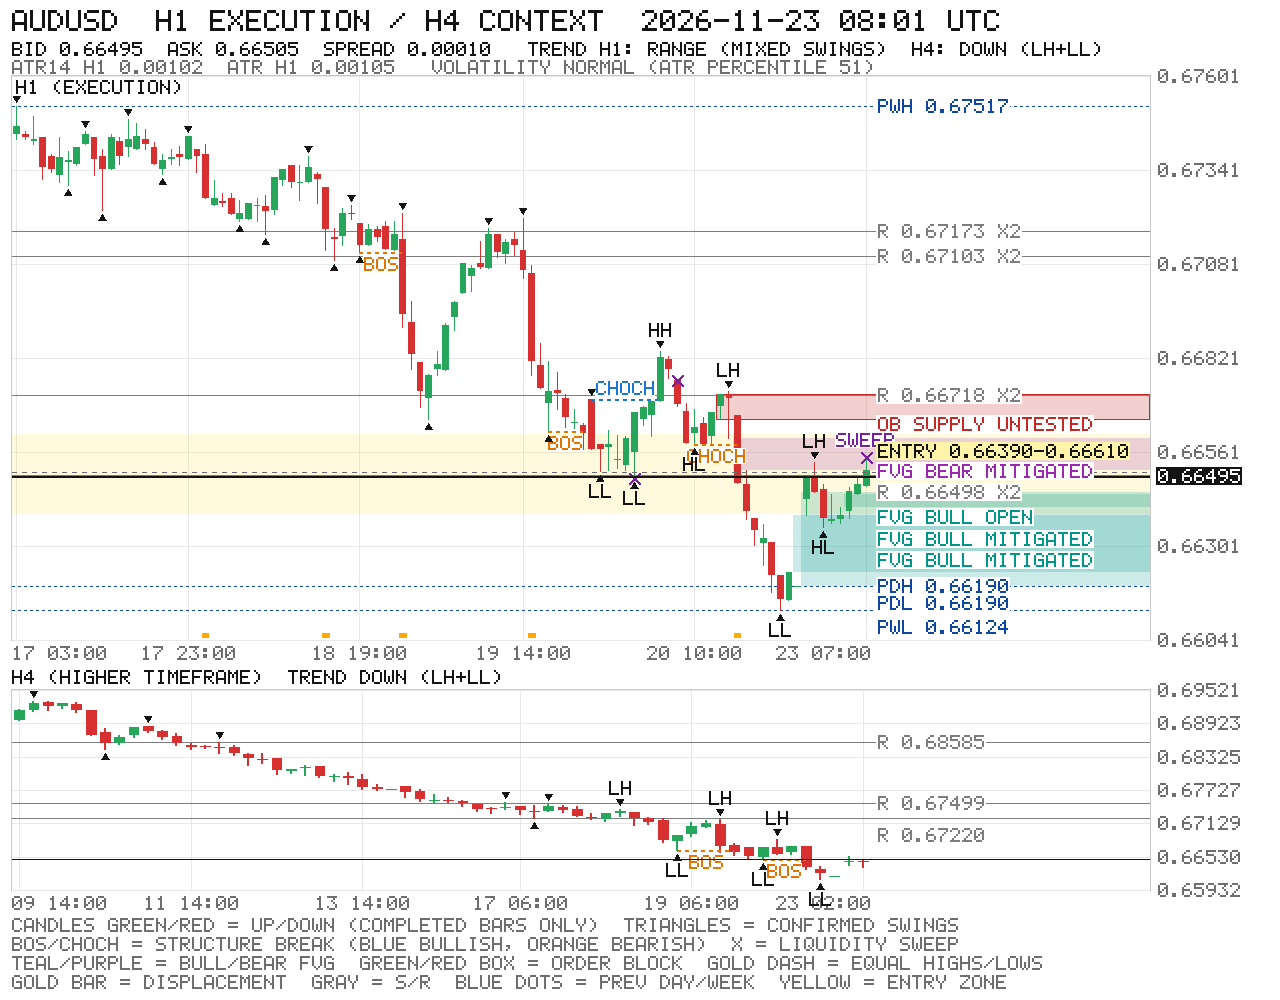 AUDUSD H1 EXECUTION / H4 CONTEXT 2026-11-23 08:01 UTC
BID 0.66495 ASK 0.66505 SPREAD 0.00010 TREND H1: RANGE (MIXED SWINGS) H4: DOWN (LH+LL)
ATR14 H1 0.00102 ATR H1 0.00105 VOLATILITY NORMAL (ATR PERCENTILE 51)
H1 (EXECUTION)
0.67601
PWH 0.67517
0.67341
R 0.67173 X2
R 0.67103 X2
BOS
0.67081
HH
0.66821
LH
CHOCH
R 0.66718 X2
OB SUPPLY UNTESTED
BOS
LH
SWEEP
ENTRY 0.66390-0.66610
0.66561
CHOCH
HL
FVG BEAR MITIGATED
0.66495
LL
LL
R 0.66498 X2
FVG BULL OPEN
HL
FVG BULL MITIGATED
0.66301
FVG BULL MITIGATED
PDH 0.66190
PDL 0.66190
LL
PWL 0.66124
0.66041
17 03:00 17 23:00 18 19:00 19 14:00 20 10:00 23 07:00
H4 (HIGHER TIMEFRAME) TREND DOWN (LH+LL)
0.69521
0.68923
R 0.68585
0.68325
0.67727
LH
LH
R 0.67499
LH
0.67129
R 0.67220
0.66530
BOS
LL
BOS
LL
0.65932
LL
09 14:00 11 14:00 13 14:00 17 06:00 19 06:00 23 02:00
CANDLES GREEN/RED = UP/DOWN (COMPLETED BARS ONLY) TRIANGLES = CONFIRMED SWINGS
BOS/CHOCH = STRUCTURE BREAK (BLUE BULLISH, ORANGE BEARISH) X = LIQUIDITY SWEEP
TEAL/PURPLE = BULL/BEAR FVG GREEN/RED BOX = ORDER BLOCK GOLD DASH = EQUAL HIGHS/LOWS
GOLD BAR = DISPLACEMENT GRAY = S/R BLUE DOTS = PREV DAY/WEEK YELLOW = ENTRY ZONE